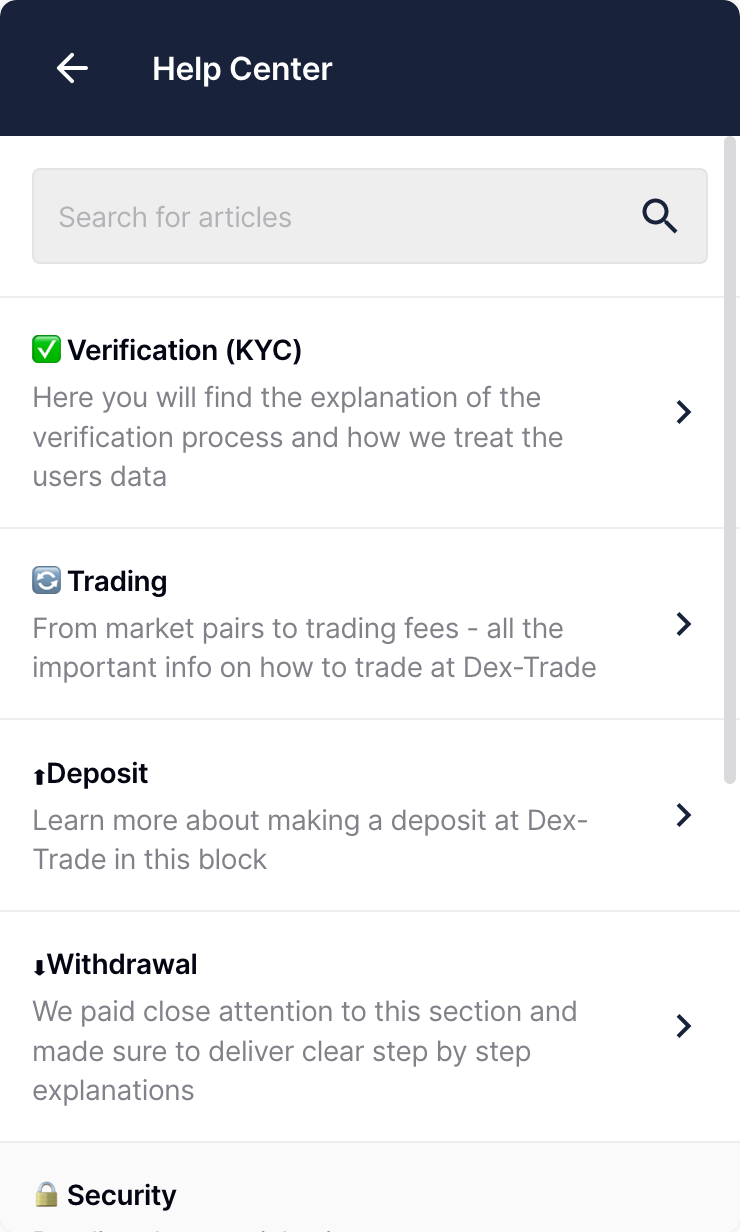 Help Center
Search for articles
✅ Verification (KYC)
Here you will find the explanation of the
verification process and how we treat the
users data
🔄 Trading
From market pairs to trading fees - all the
important info on how to trade at Dex-Trade
⬆Deposit
Learn more about making a deposit at Dex-
Trade in this block
⬇Withdrawal
We paid close attention to this section and
made sure to deliver clear step by step
explanations
🔒 Security